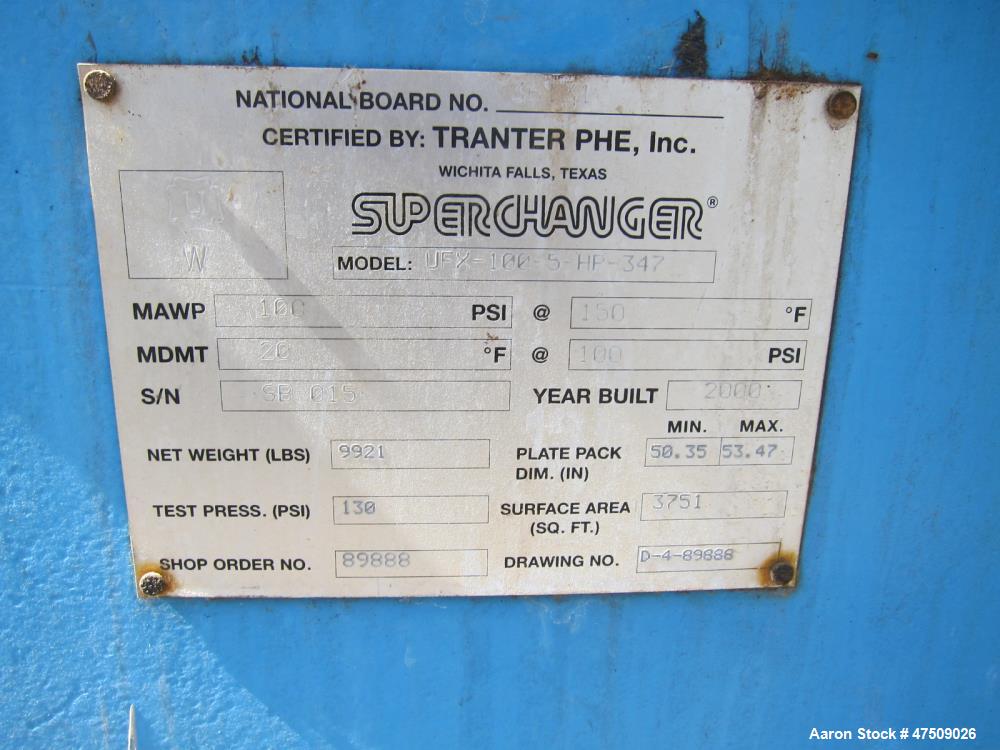 NATIONAL BOARD NO.
CERTIFIED BY: TRANTER PHE, Inc.
WICHITA FALLS, TEXAS
SUPERCHANGER®
W
MODEL: UFX-100-5-HP-347
MAWP 100 PSI @ 150 °F
MDMT 20 °F @ 100 PSI
S/N SB 015 YEAR BUILT 2000
MIN. MAX.
NET WEIGHT (LBS) 9921 PLATE PACK DIM. (IN) 50.35 53.47
TEST PRESS. (PSI) 130 SURFACE AREA (SQ. FT.) 3751
SHOP ORDER NO. 89888 DRAWING NO. D-4-89888
Aaron Stock # 47509026